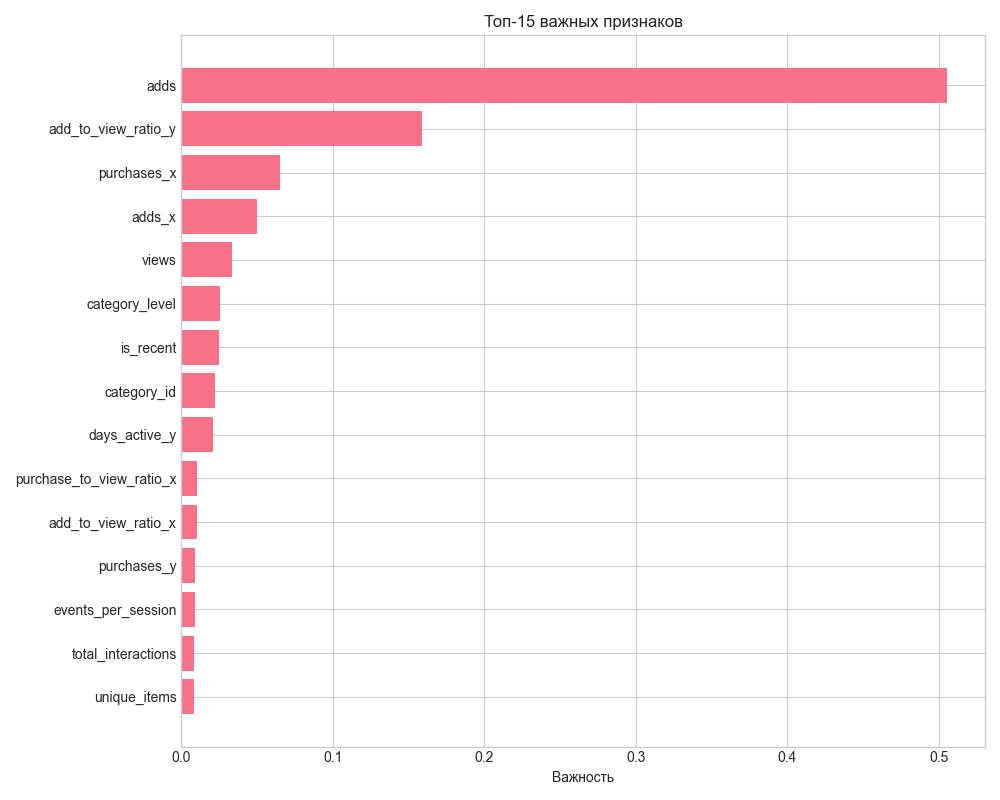 Топ-15 важных признаков
adds
add_to_view_ratio_y
purchases_x
adds_x
views
category_level
is_recent
category_id
days_active_y
purchase_to_view_ratio_x
add_to_view_ratio_x
purchases_y
events_per_session
total_interactions
unique_items
0.0 0.1 0.2 0.3 0.4 0.5
Важность